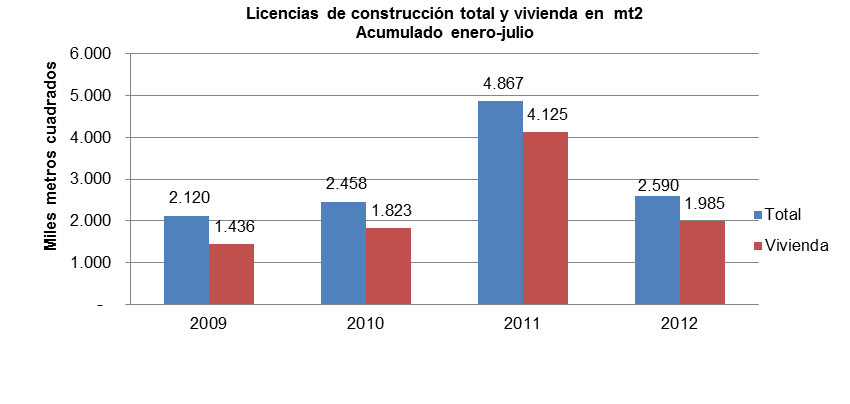 Licencias de construcción total y vivienda en mt2
Acumulado enero-julio
Miles metros cuadrados
6.000
5.000
4.000
3.000
2.000
1.000
-
2.120
1.436
2.458
1.823
4.867
4.125
2.590
1.985
2009 2010 2011 2012
Total
Vivienda